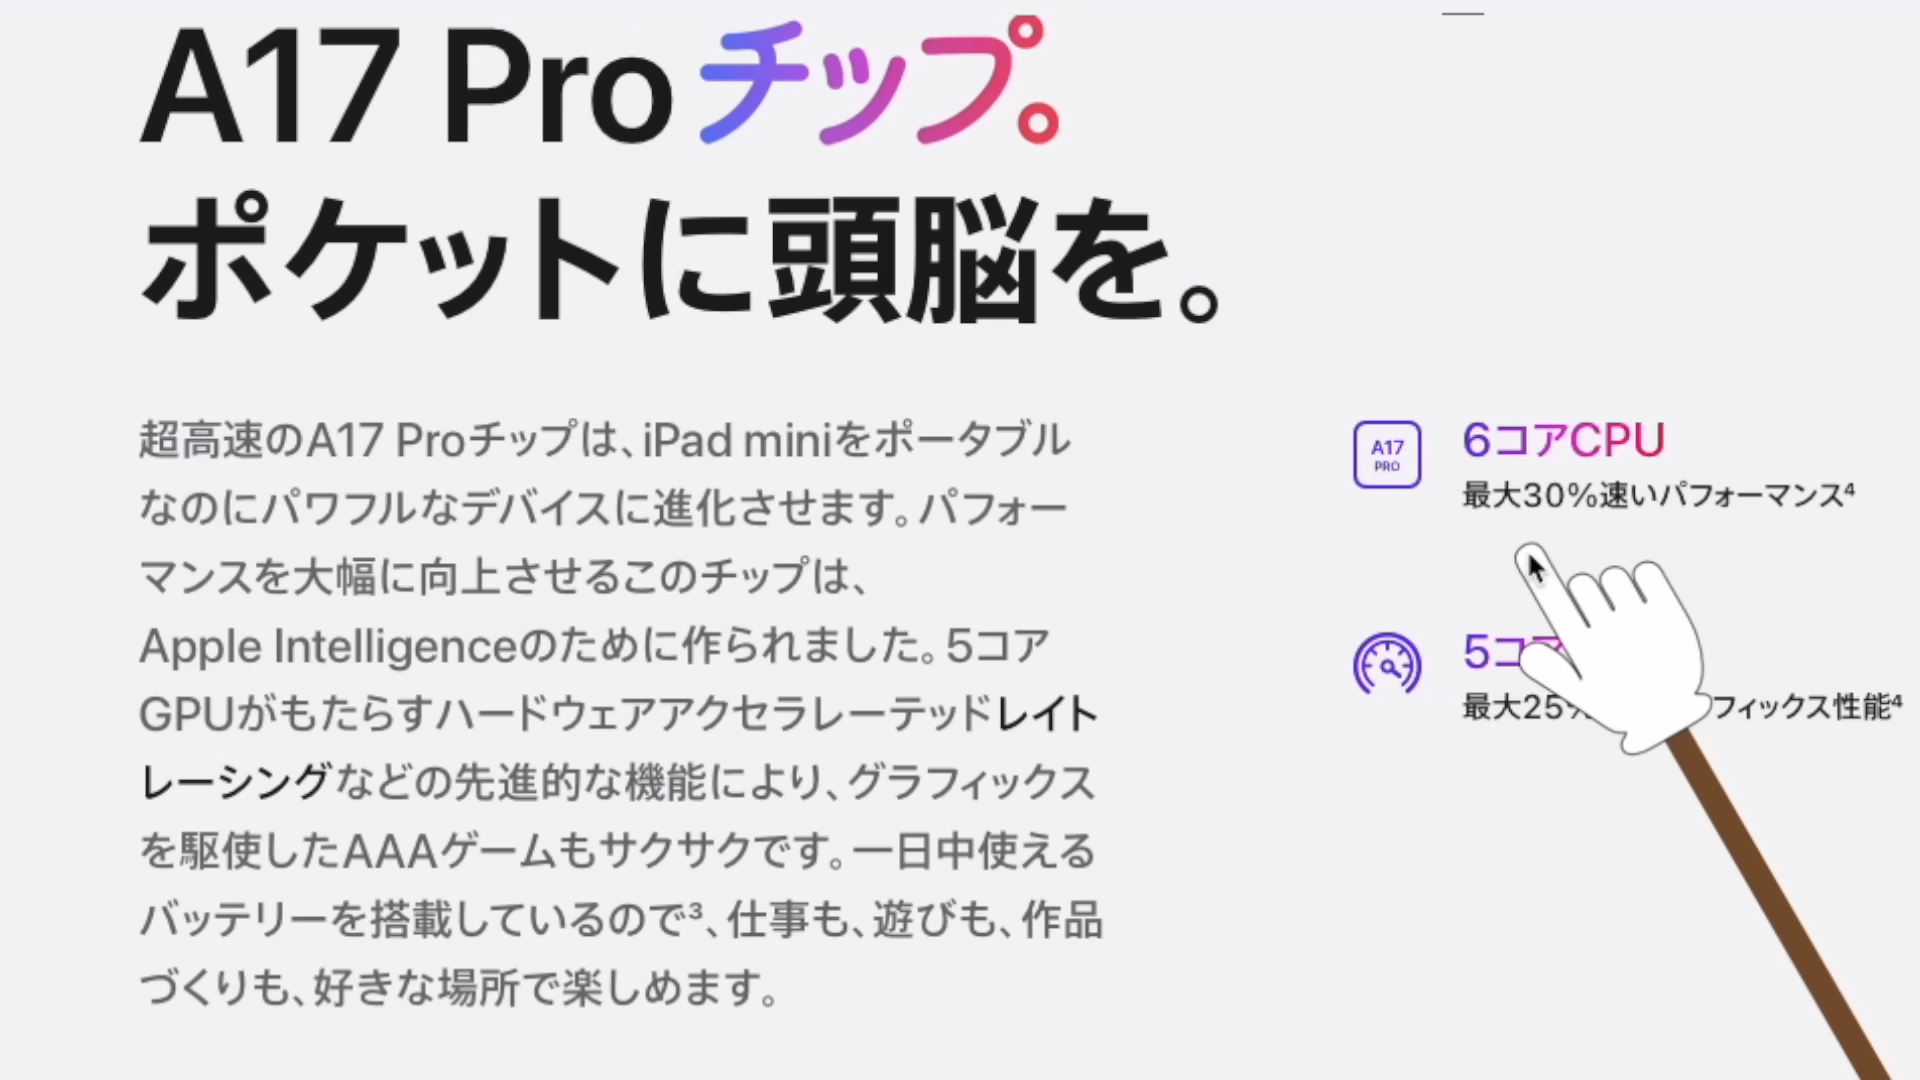 A17 Proチップ。
ポケットに頭脳を。
超高速のA17 Proチップは、iPad miniをポータブル
なのにパワフルなデバイスに進化させます。パフォー
マンスを大幅に向上させるこのチップは、
Apple Intelligenceのために作られました。5コア
GPUがもたらすハードウェアアクセラレーテッドレイト
レーシングなどの先進的な機能により、グラフィックス
を駆使したAAAゲームもサクサクです。一日中使える
バッテリーを搭載しているので³、仕事も、遊びも、作品
づくりも、好きな場所で楽しめます。
A17
PRO
6コアCPU
最大30%速いパフォーマンス⁴
5コア
最大25% フィックス性能⁴